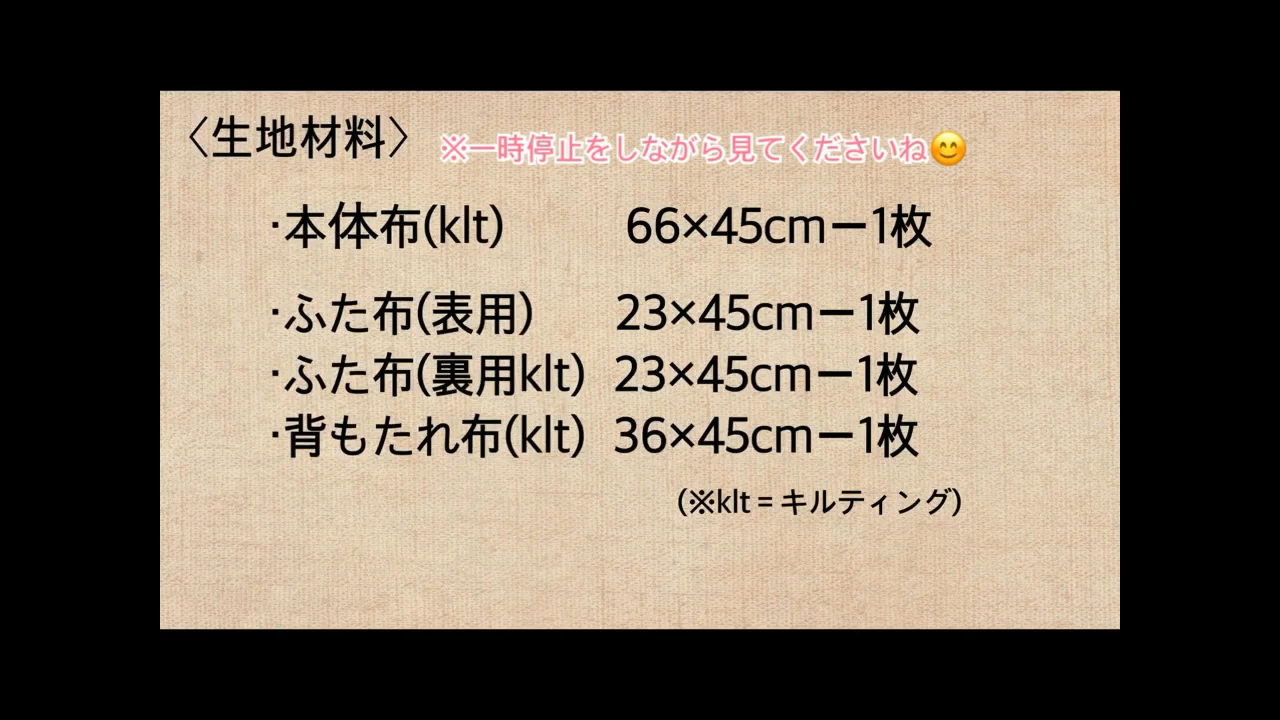 〈生地材料〉 ※一時停止をしながら見てくださいね😊
·本体布(klt) 66×45cmー1枚
·ふた布(表用) 23×45cmー1枚
·ふた布(裏用klt) 23×45cmー1枚
·背もたれ布(klt) 36×45cmー1枚
(※klt = キルティング)